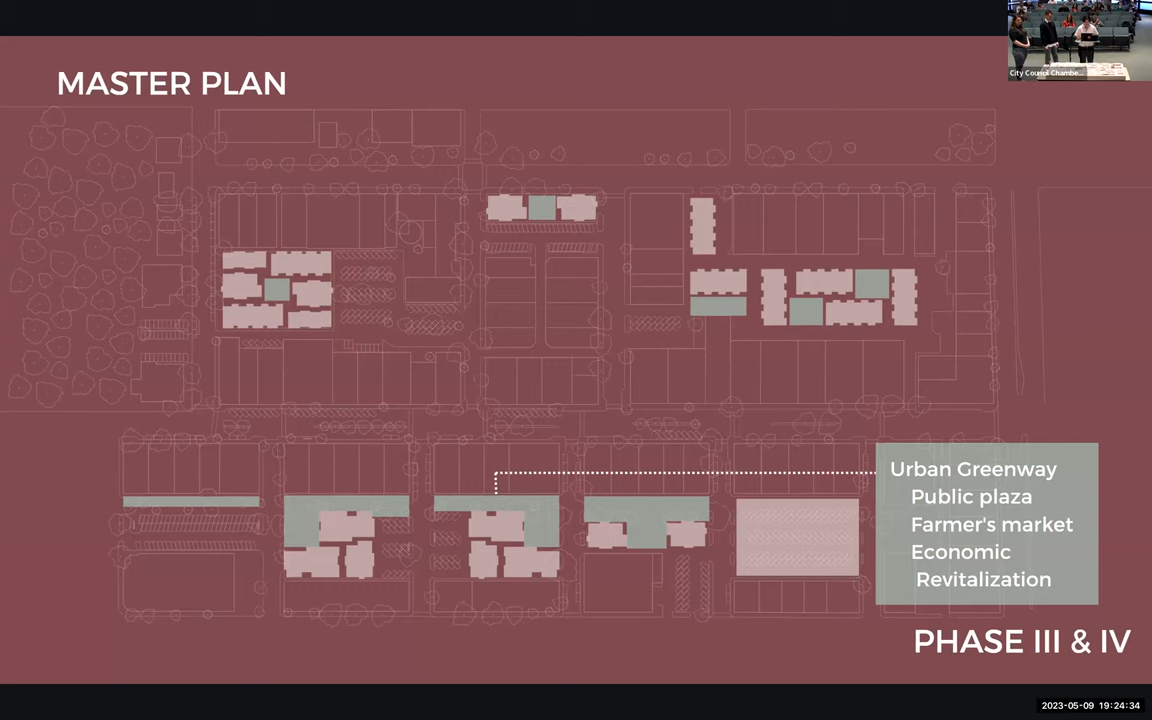 City Council Chambe...
MASTER PLAN
Urban Greenway
Public plaza
Farmer's market
Economic
Revitalization
PHASE III & IV
2023-05-09 19:24:34